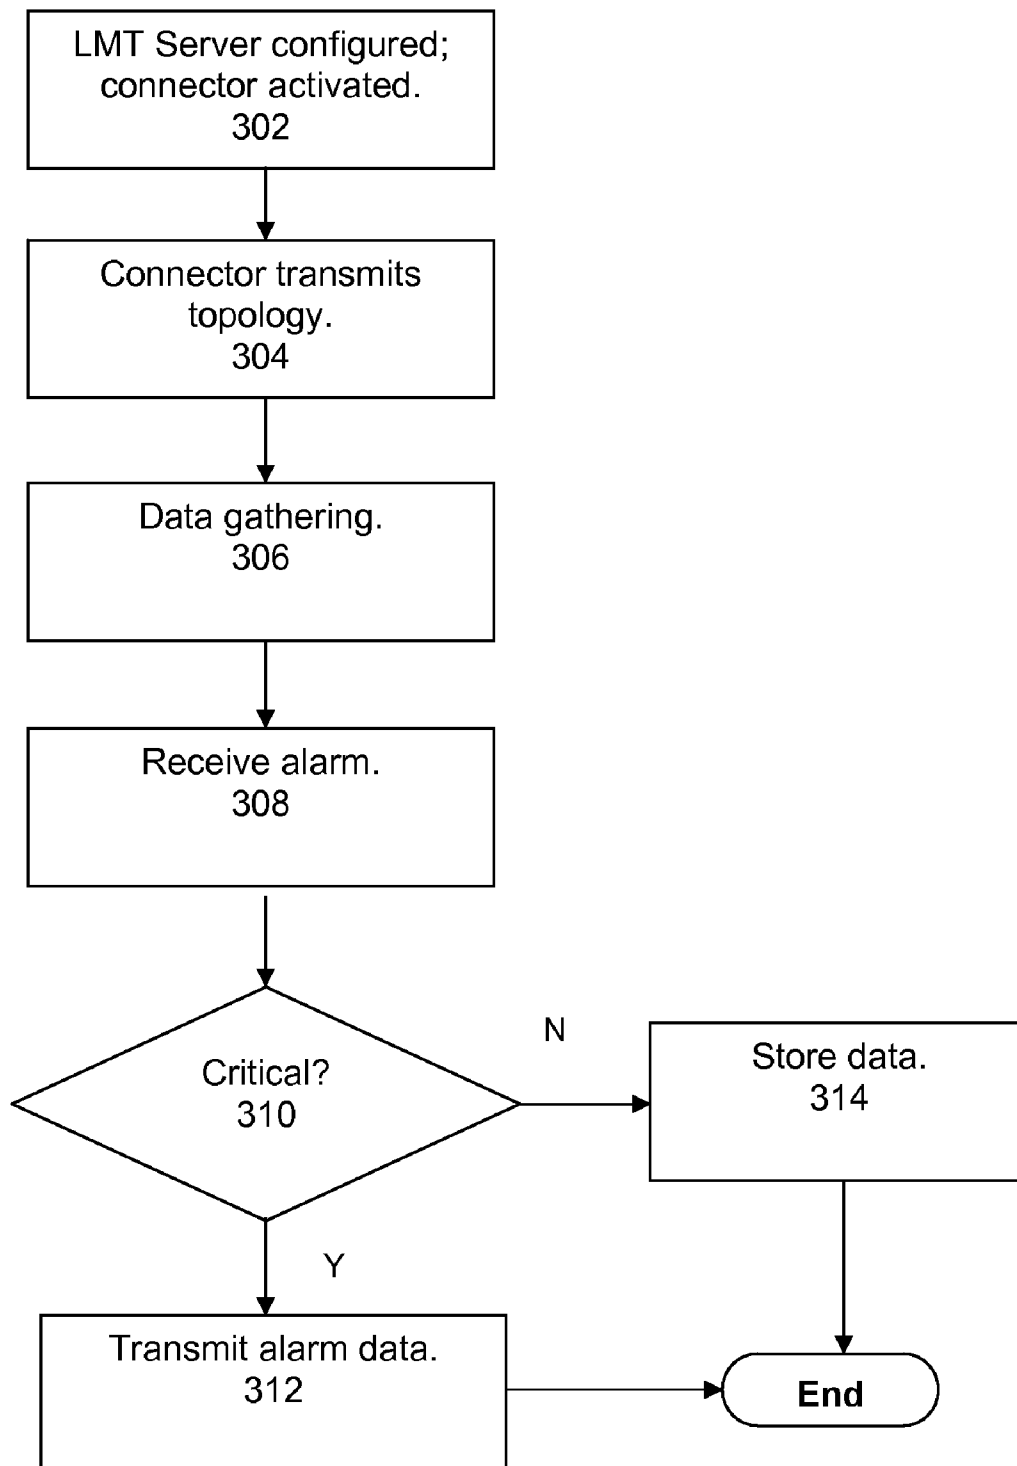 LMT Server configured;
connector activated.
302
Connector transmits
topology.
304
Data gathering.
306
Receive alarm.
308
Critical?
310
N
Store data.
314
Y
Transmit alarm data.
312
End